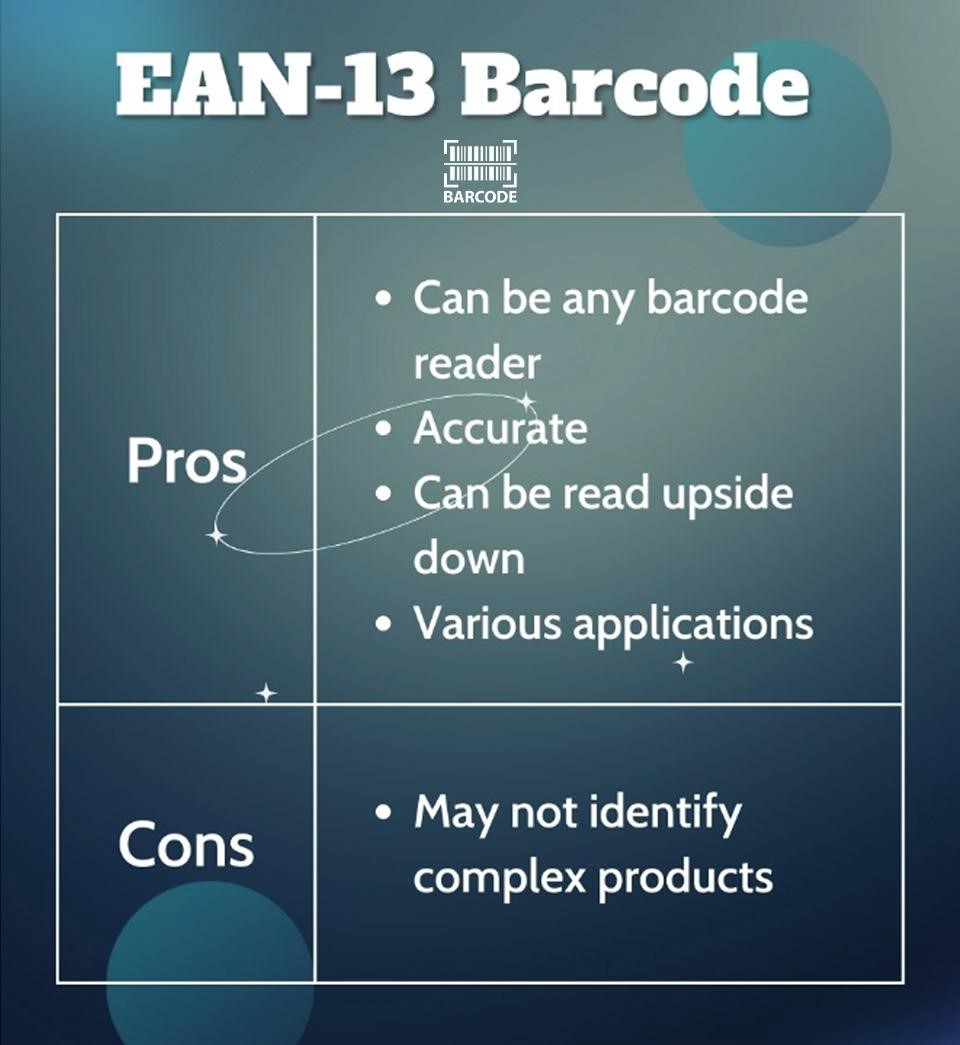 EAN-13 Barcode
BARCODE
Pros
• Can be any barcode
reader
• Accurate
• Can be read upside
down
• Various applications
Cons
• May not identify
complex products